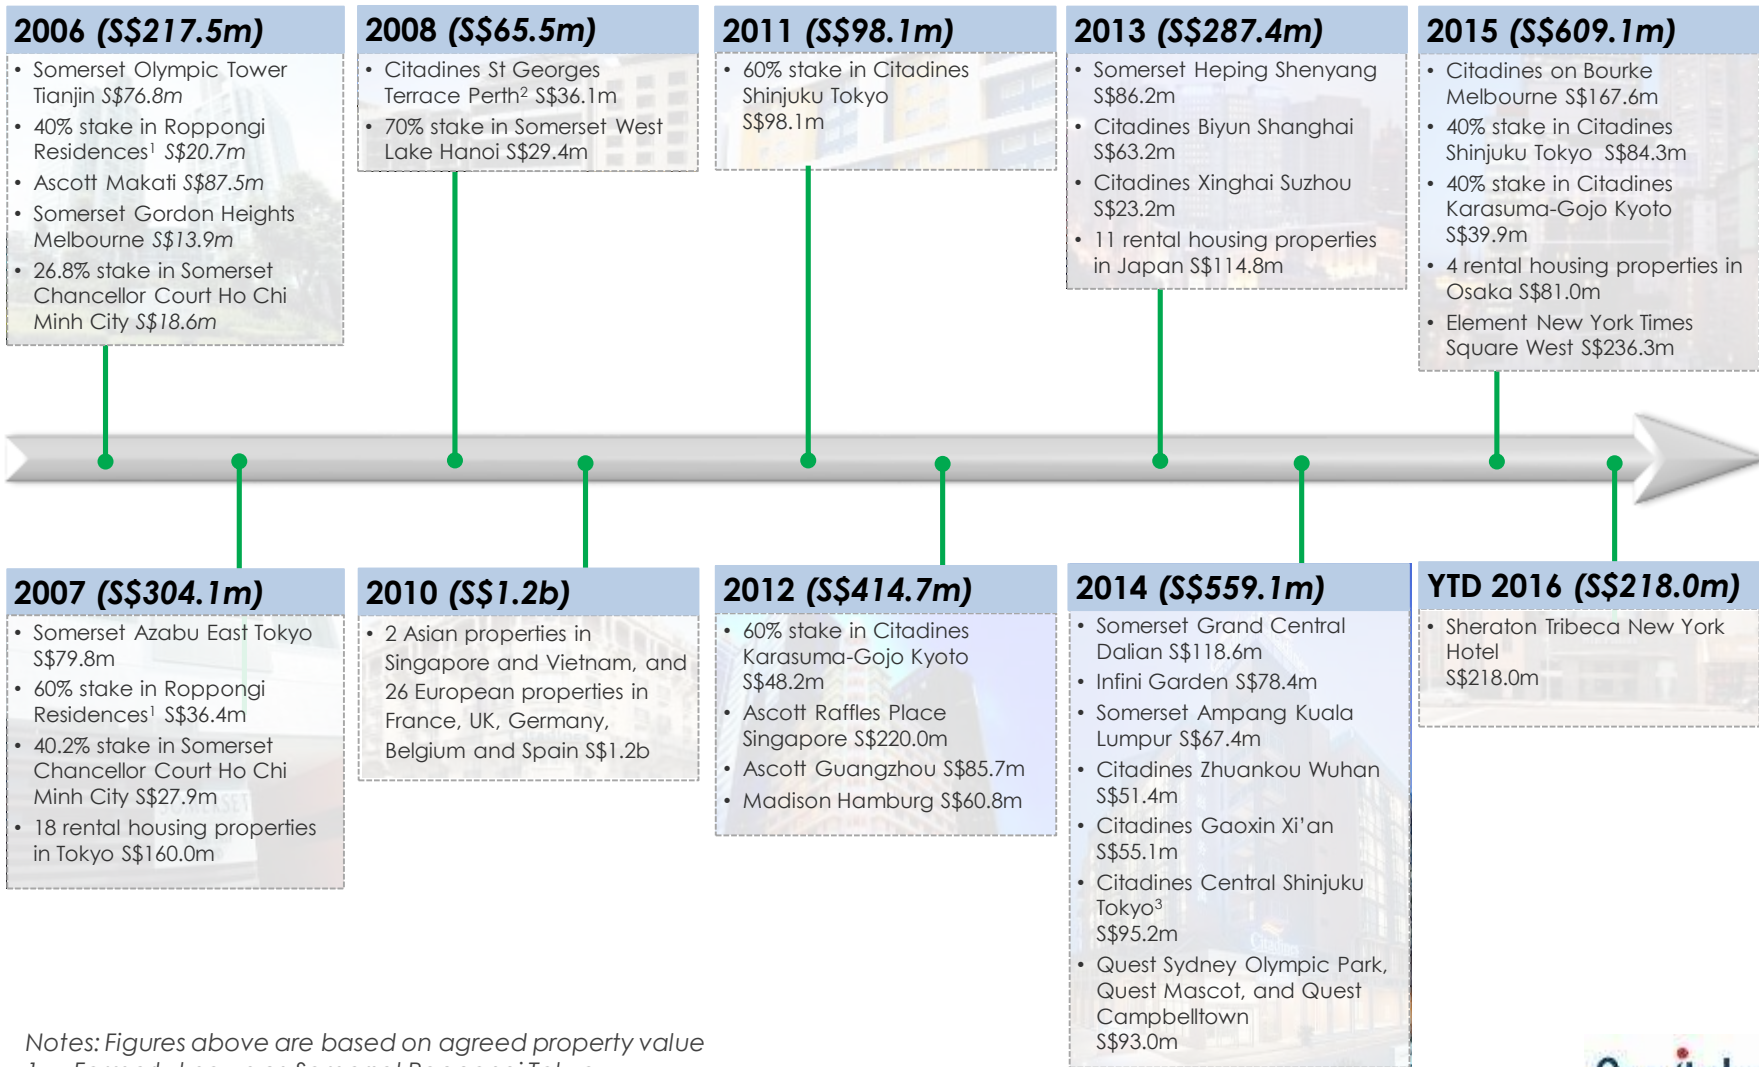 2006 (S$217.5m)
• Somerset Olympic Tower
Tianjin S$76.8m
• 40% stake in Roppongi
Residences¹ S$20.7m
• Ascott Makati S$87.5m
• Somerset Gordon Heights
Melbourne S$13.9m
• 26.8% stake in Somerset
Chancellor Court Ho Chi
Minh City S$18.6m
2008 (S$65.5m)
• Citadines St Georges
Terrace Perth² S$36.1m
• 70% stake in Somerset West
Lake Hanoi S$29.4m
2011 (S$98.1m)
• 60% stake in Citadines
Shinjuku Tokyo
S$98.1m
2013 (S$287.4m)
• Somerset Heping Shenyang
S$86.2m
• Citadines Biyun Shanghai
S$63.2m
• Citadines Xinghai Suzhou
S$23.2m
• 11 rental housing properties
in Japan S$114.8m
2015 (S$609.1m)
• Citadines on Bourke
Melbourne S$167.6m
• 40% stake in Citadines
Shinjuku Tokyo S$84.3m
• 40% stake in Citadines
Karasuma-Gojo Kyoto
S$39.9m
• 4 rental housing properties in
Osaka S$81.0m
• Element New York Times
Square West S$236.3m
2007 (S$304.1m)
• Somerset Azabu East Tokyo
S$79.8m
• 60% stake in Roppongi
Residences¹ S$36.4m
• 40.2% stake in Somerset
Chancellor Court Ho Chi
Minh City S$27.9m
• 18 rental housing properties
in Tokyo S$160.0m
2010 (S$1.2b)
• 2 Asian properties in
Singapore and Vietnam, and
26 European properties in
France, UK, Germany,
Belgium and Spain S$1.2b
2012 (S$414.7m)
• 60% stake in Citadines
Karasuma-Gojo Kyoto
S$48.2m
• Ascott Raffles Place
Singapore S$220.0m
• Ascott Guangzhou S$85.7m
• Madison Hamburg S$60.8m
2014 (S$559.1m)
• Somerset Grand Central
Dalian S$118.6m
• Infini Garden S$78.4m
• Somerset Ampang Kuala
Lumpur S$67.4m
• Citadines Zhuankou Wuhan
S$51.4m
• Citadines Gaoxin Xi’an
S$55.1m
• Citadines Central Shinjuku
Tokyo³
S$95.2m
• Quest Sydney Olympic Park,
Quest Mascot, and Quest
Campbelltown
S$93.0m
YTD 2016 (S$218.0m)
• Sheraton Tribeca New York
Hotel
S$218.0m
Notes: Figures above are based on agreed property value